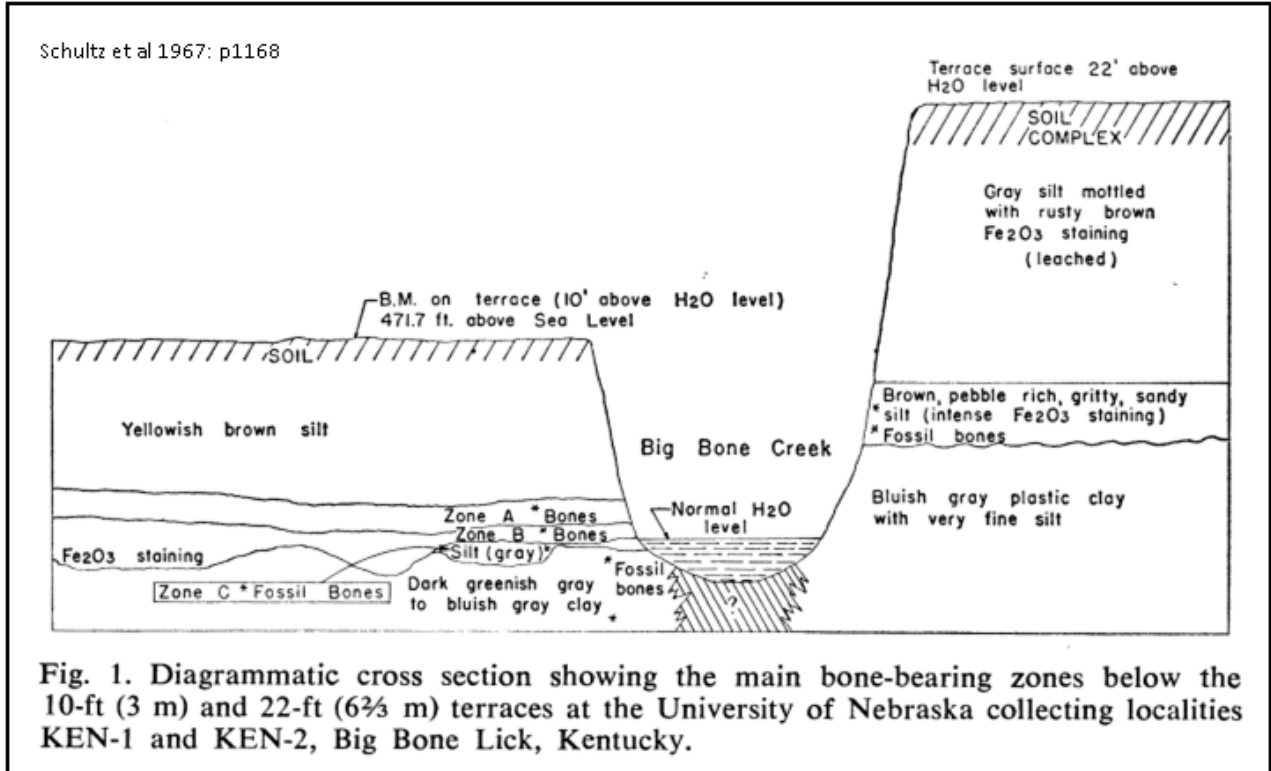 Schultz et al 1967: p1168
Terrace surface 22' above
H2O level
SOIL
COMPLEX
Gray silt mottled
with rusty brown
Fe2O3 staining
(leached)
B.M. on terrace (10' above H2O level)
471.7 ft. above Sea Level
SOIL
Yellowish brown silt
Big Bone Creek
Brown, pebble rich, gritty, sandy
* silt (intense Fe2O3 staining)
* Fossil bones
Bluish gray plastic clay
with very fine silt
Normal H2O
level
Zone A * Bones
Zone B * Bones
* Silt (gray) *
Fe2O3 staining
Zone C * Fossil Bones
Dark greenish gray
to bluish gray clay *
* Fossil
bones
?
Fig. 1. Diagrammatic cross section showing the main bone-bearing zones below the
10-ft (3 m) and 22-ft (6⅔ m) terraces at the University of Nebraska collecting localities
KEN-1 and KEN-2, Big Bone Lick, Kentucky.